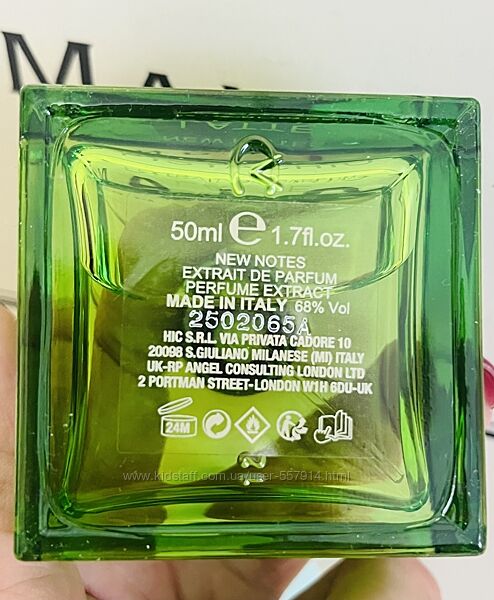 MA
50ml e 1.7fl.oz.
NEW NOTES
EXTRAIT DE PARFUM
PERFUME EXTRACT
MADE IN ITALY 68% Vol
2502065A
HIC S.R.L. VIA PRIVATA CADORE 10
20098 S.GIULIANO MILANESE (MI) ITALY
UK-RP ANGEL CONSULTING LONDON LTD
2 PORTMAN STREET-LONDON W1H 6DU-UK
24M
www.kidstaff.com.ua/user-557914.html